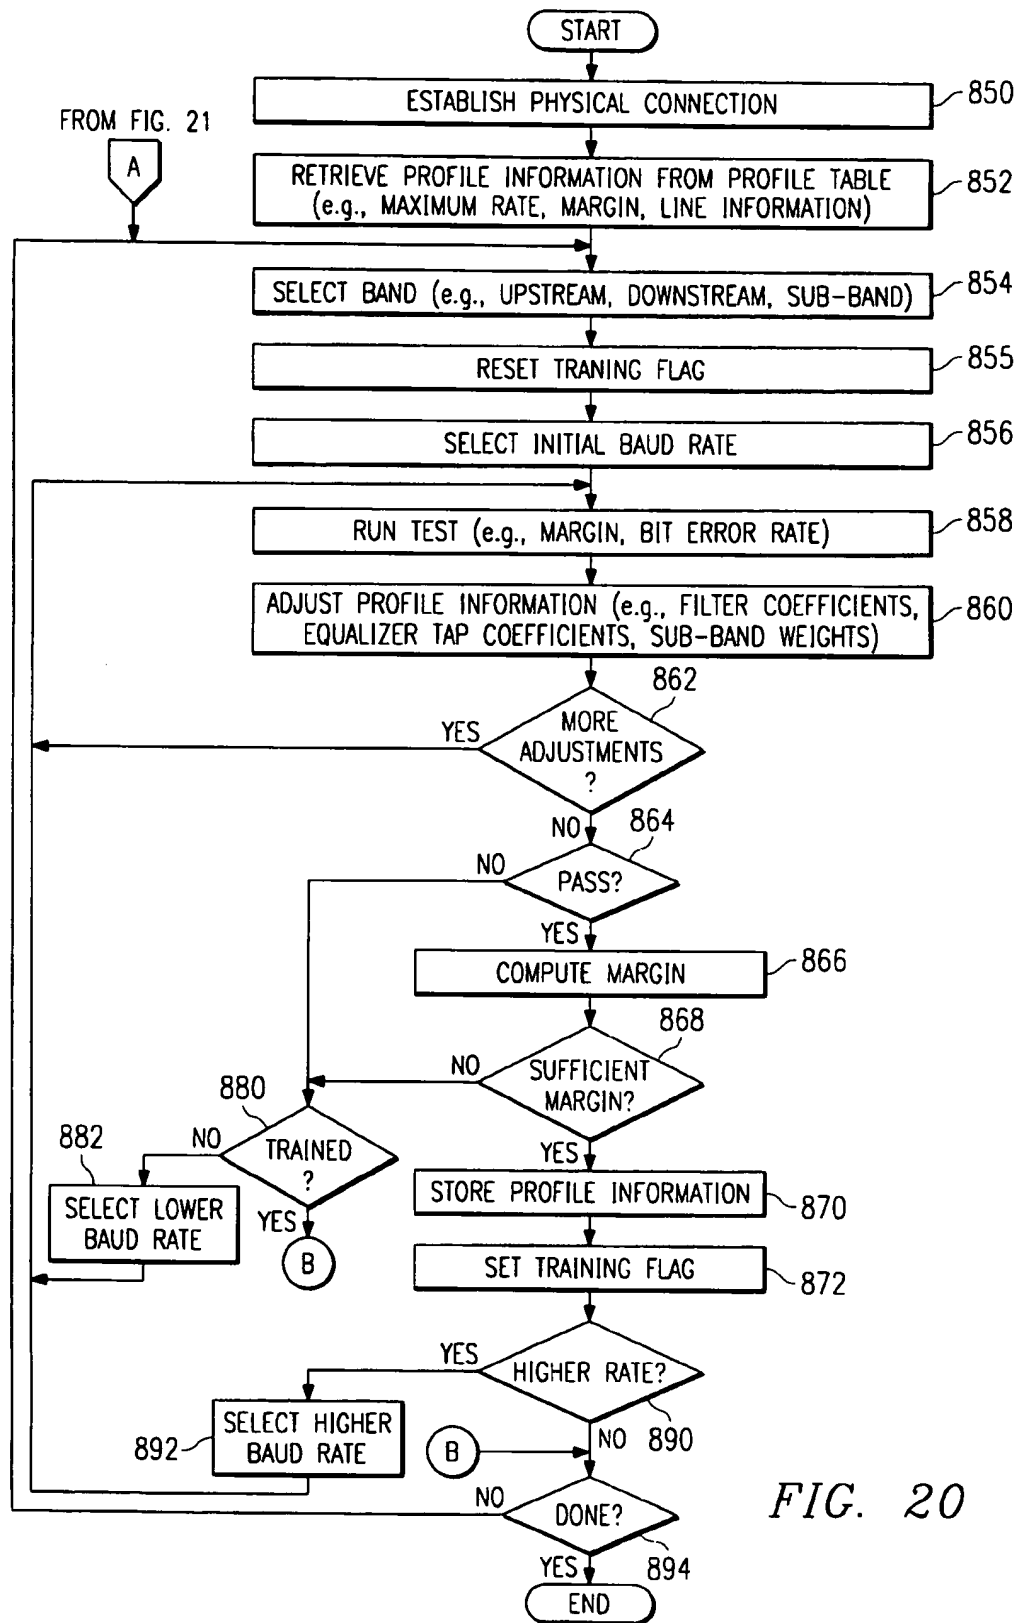 START
ESTABLISH PHYSICAL CONNECTION
850
FROM FIG. 21
A
RETRIEVE PROFILE INFORMATION FROM PROFILE TABLE
(e.g., MAXIMUM RATE, MARGIN, LINE INFORMATION)
852
SELECT BAND (e.g., UPSTREAM, DOWNSTREAM, SUB-BAND)
854
RESET TRANING FLAG
855
SELECT INITIAL BAUD RATE
856
RUN TEST (e.g., MARGIN, BIT ERROR RATE)
858
ADJUST PROFILE INFORMATION (e.g., FILTER COEFFICIENTS,
EQUALIZER TAP COEFFICIENTS, SUB-BAND WEIGHTS)
860
862
YES
MORE
ADJUSTMENTS
?
NO
864
NO
PASS?
YES
COMPUTE MARGIN
866
868
NO
SUFFICIENT
MARGIN?
YES
880
TRAINED
?
NO
YES
B
882
SELECT LOWER
BAUD RATE
STORE PROFILE INFORMATION
870
SET TRAINING FLAG
872
YES
HIGHER RATE?
890
NO
SELECT HIGHER
BAUD RATE
892
B
NO
DONE?
894
YES
END
FIG. 20